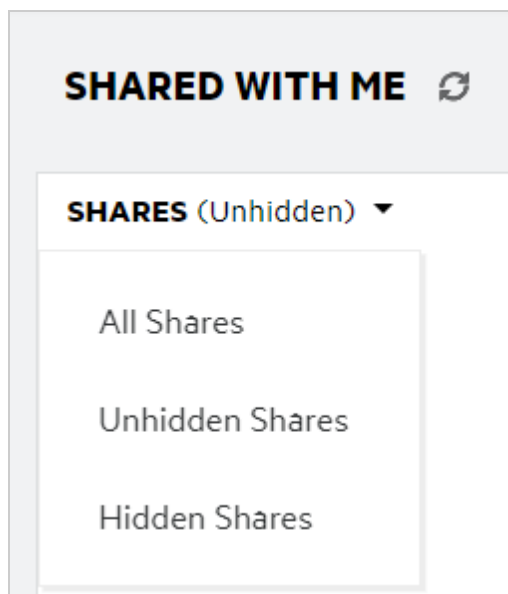 SHARED WITH ME
SHARES (Unhidden)
All Shares
Unhidden Shares
Hidden Shares